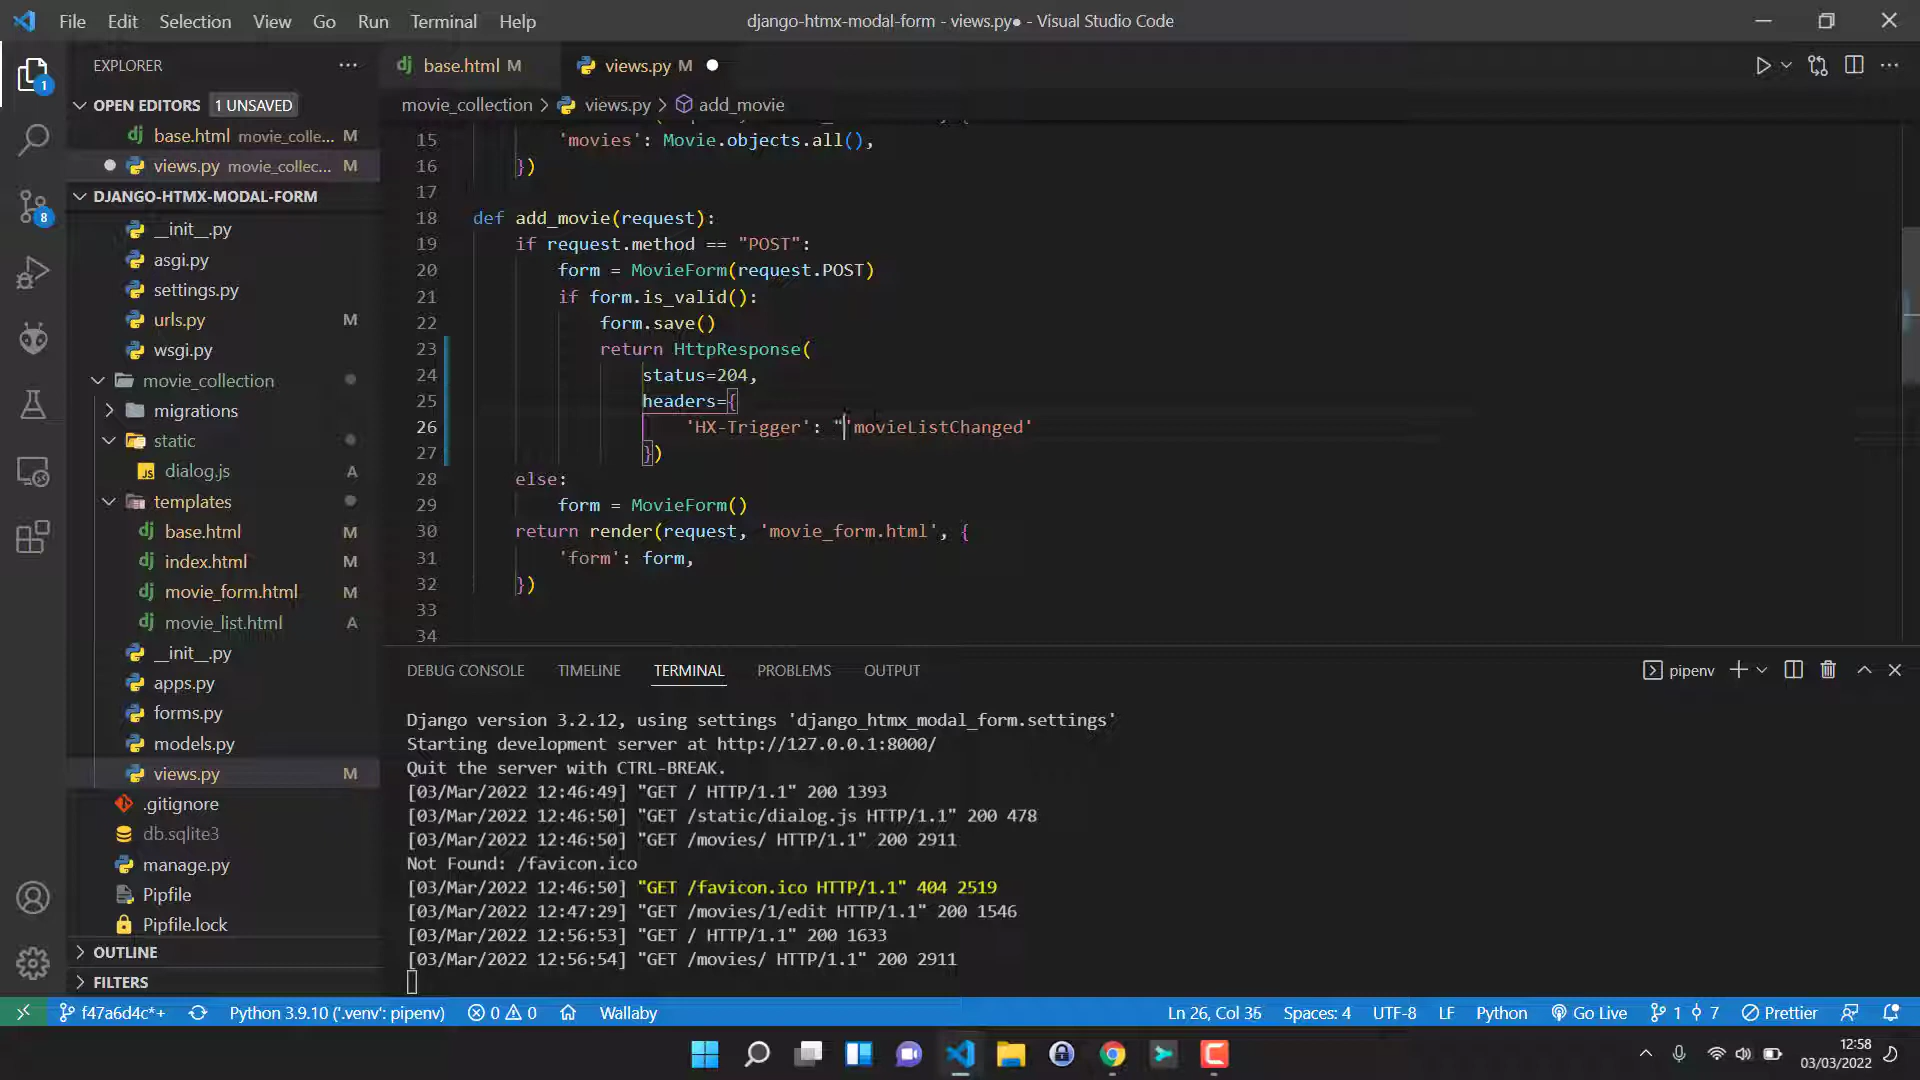 File Edit Selection View Go Run Terminal Help
django-htmx-modal-form - views.py● - Visual Studio Code
EXPLORER
OPEN EDITORS 1 UNSAVED
base.html movie_colle... M
views.py movie_collec... M
DJANGO-HTMX-MODAL-FORM
__init__.py
asgi.py
settings.py
urls.py M
wsgi.py
movie_collection
migrations
static
dialog.js A
templates
base.html M
index.html M
movie_form.html M
movie_list.html A
__init__.py
apps.py
forms.py
models.py
views.py M
.gitignore
db.sqlite3
manage.py
Pipfile
Pipfile.lock
OUTLINE
FILTERS
1
8
base.html M
views.py M
movie_collection > views.py > add_movie
15 'movies': Movie.objects.all(),
16 })
17
18 def add_movie(request):
19 if request.method == "POST":
20 form = MovieForm(request.POST)
21 if form.is_valid():
22 form.save()
23 return HttpResponse(
24 status=204,
25 headers={
26 'HX-Trigger': "'movieListChanged'
27 })
28 else:
29 form = MovieForm()
30 return render(request, 'movie_form.html', {
31 'form': form,
32 })
33
34
DEBUG CONSOLE TIMELINE TERMINAL PROBLEMS OUTPUT
pipenv
Django version 3.2.12, using settings 'django_htmx_modal_form.settings'
Starting development server at http://127.0.0.1:8000/
Quit the server with CTRL-BREAK.
[03/Mar/2022 12:46:49] "GET / HTTP/1.1" 200 1393
[03/Mar/2022 12:46:50] "GET /static/dialog.js HTTP/1.1" 200 478
[03/Mar/2022 12:46:50] "GET /movies/ HTTP/1.1" 200 2911
Not Found: /favicon.ico
[03/Mar/2022 12:46:50] "GET /favicon.ico HTTP/1.1" 404 2519
[03/Mar/2022 12:47:29] "GET /movies/1/edit HTTP/1.1" 200 1546
[03/Mar/2022 12:56:53] "GET / HTTP/1.1" 200 1633
[03/Mar/2022 12:56:54] "GET /movies/ HTTP/1.1" 200 2911
f47a6d4c*+ Python 3.9.10 ('.venv': pipenv) 0 0 Wallaby
Ln 26, Col 36 Spaces: 4 UTF-8 LF Python Go Live 1 7 Prettier
12:58
03/03/2022